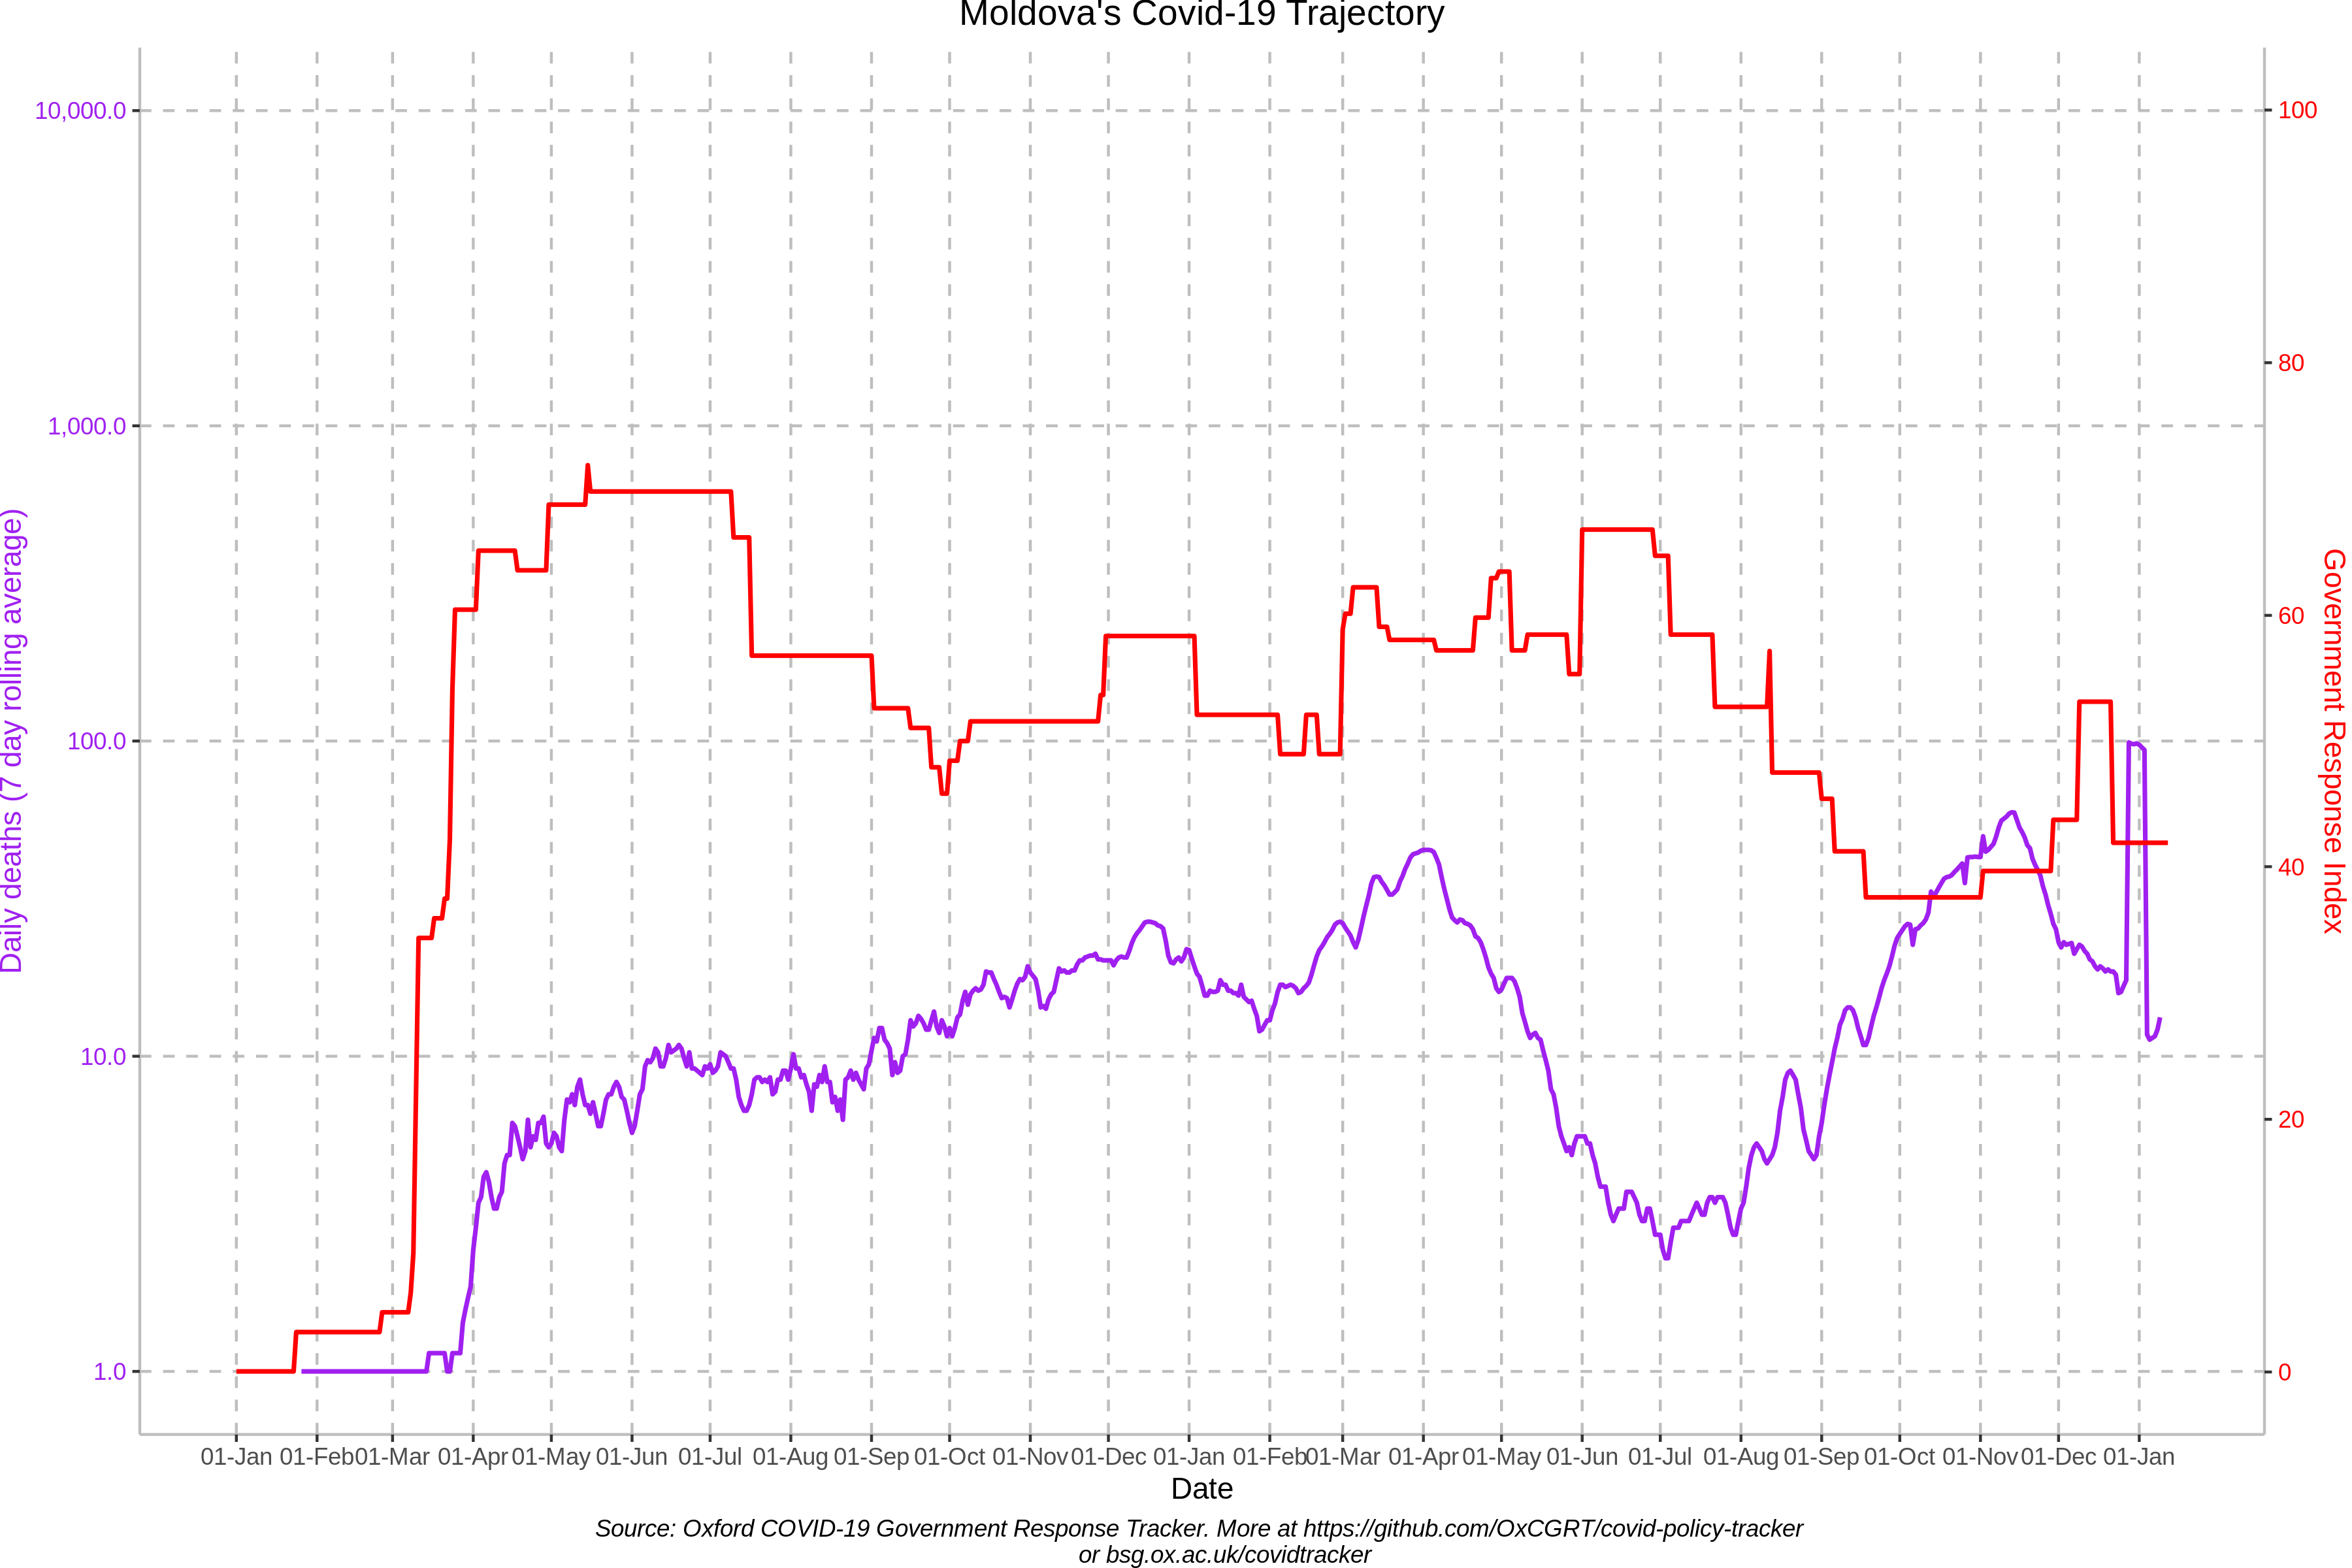 Moldova's Covid-19 Trajectory
10,000.0
1,000.0
100.0
10.0
1.0
Daily deaths (7 day rolling average)
100
80
60
40
20
0
Government Response Index
01-Jan 01-Feb 01-Mar 01-Apr 01-May 01-Jun 01-Jul 01-Aug 01-Sep 01-Oct 01-Nov 01-Dec 01-Jan 01-Feb 01-Mar 01-Apr 01-May 01-Jun 01-Jul 01-Aug 01-Sep 01-Oct 01-Nov 01-Dec 01-Jan
Date
Source: Oxford COVID-19 Government Response Tracker. More at https://github.com/OxCGRT/covid-policy-tracker
or bsg.ox.ac.uk/covidtracker